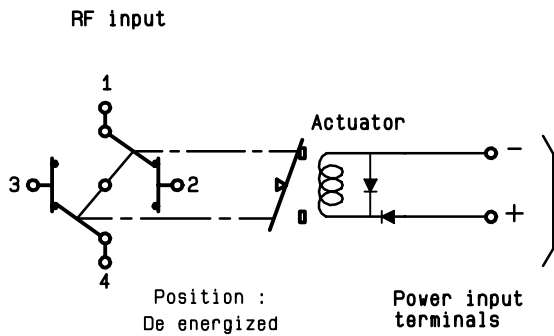 RF input
1
Actuator
-
3
2
+
4
Position :
De energized
Power input
terminals